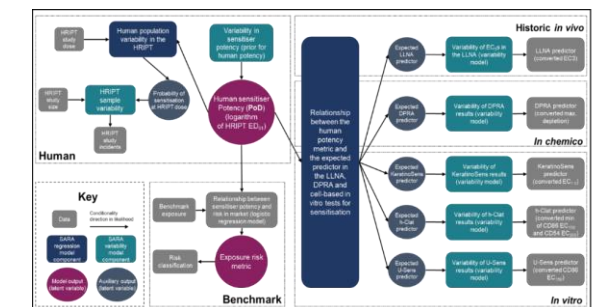 HRIPT
study
dose
Human population
variability in the
HRIPT
Variability in
sensitiser
potency (prior for
human potency)
HRIPT
study
size
HRIPT
sample
variability
Probability of
sensitisation
at HRIPT dose
HRIPT
study
incidents
Human sensitiser
Potency (PoD)
(logarithm
of HRIPT ED
Human
Key
Data
Conditionality
direction in likelihood
SARA
regression model
component
SARA
variability model
component
Model output
(latent variable)
Auxiliary output
(latent variable)
Benchmark
exposure
Relationship between
sensitiser potency and
risk in market (logistic
regression model)
Risk
classification
Exposure risk
metric
Benchmark
Relationship
between the
human
potency
metric and
the expected
predictor in
the LLNA,
DPRA and
cell-based in
vitro tests for
sensitisation
Historic in vivo
Expected
LLNA
predictor
Variability of EC in
the LLNA (variability
model)
LLNA predictor
(converted EC3)
Expected
DPRA
predictor
Variability of DPRA
results (variability
model)
DPRA predictor
(converted max.
depletion)
In chemico
Expected
KeratinoSens
predictor
Variability of
KeratinoSens results
(variability model)
KeratinoSens
predictor
(converted EC
Expected
h-Clat
predictor
Variability of h-Clat
results (variability
model)
h-Clat predictor
(converted min
of CD86 EC
and CD54 EC
Expected
U-Sens
predictor
Variability of U-Sens
results (variability
model)
U-Sens predictor
(converted CD86
EC
In vitro